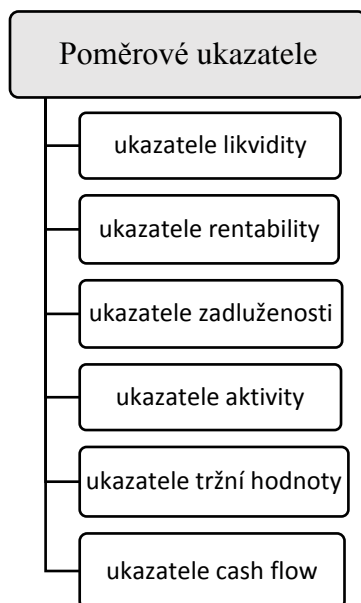 Poměrové ukazatele
ukazatele likvidity
ukazatele rentability
ukazatele zadluženosti
ukazatele aktivity
ukazatele tržní hodnoty
ukazatele cash flow